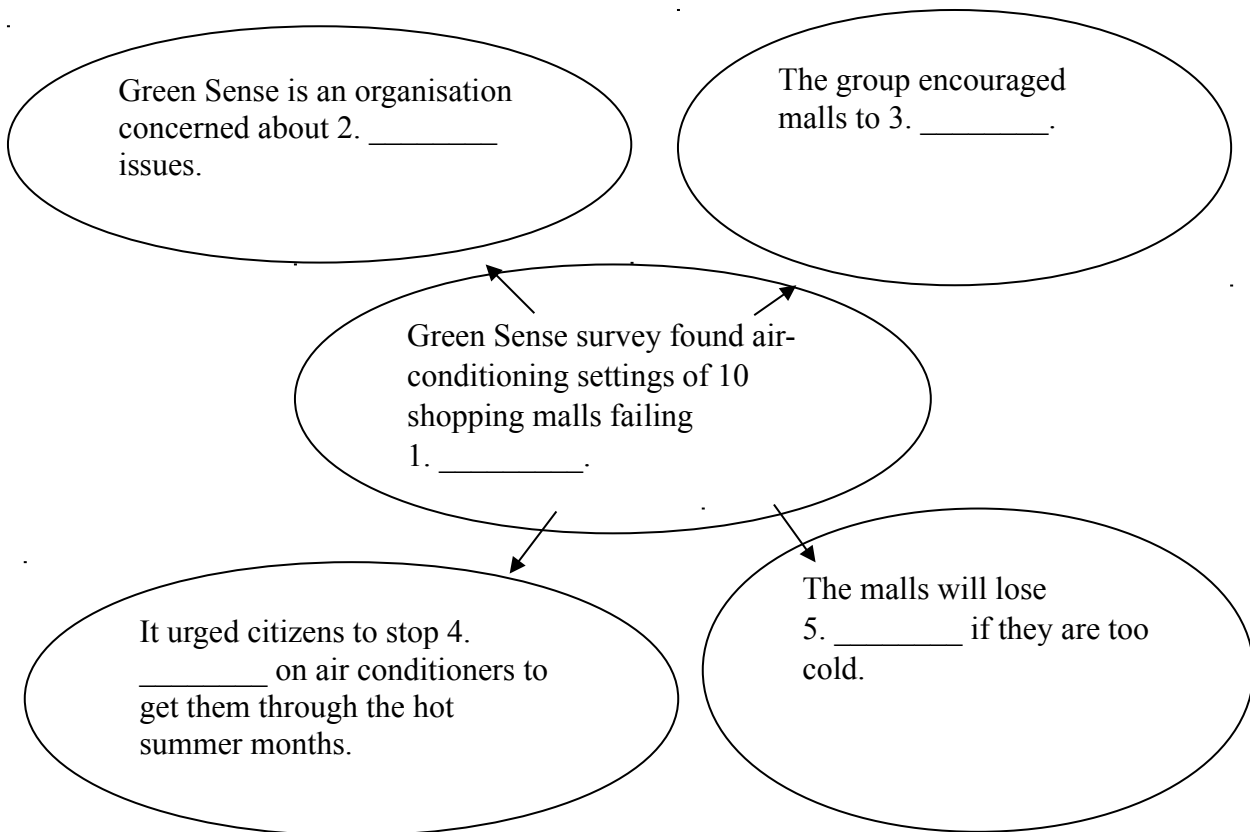 Green Sense is an organisation
concerned about 2. ________
issues.
The group encouraged
malls to 3. ________.
Green Sense survey found air-
conditioning settings of 10
shopping malls failing
1. _________.
It urged citizens to stop 4.
________ on air conditioners to
get them through the hot
summer months.
The malls will lose
5. ________ if they are too
cold.